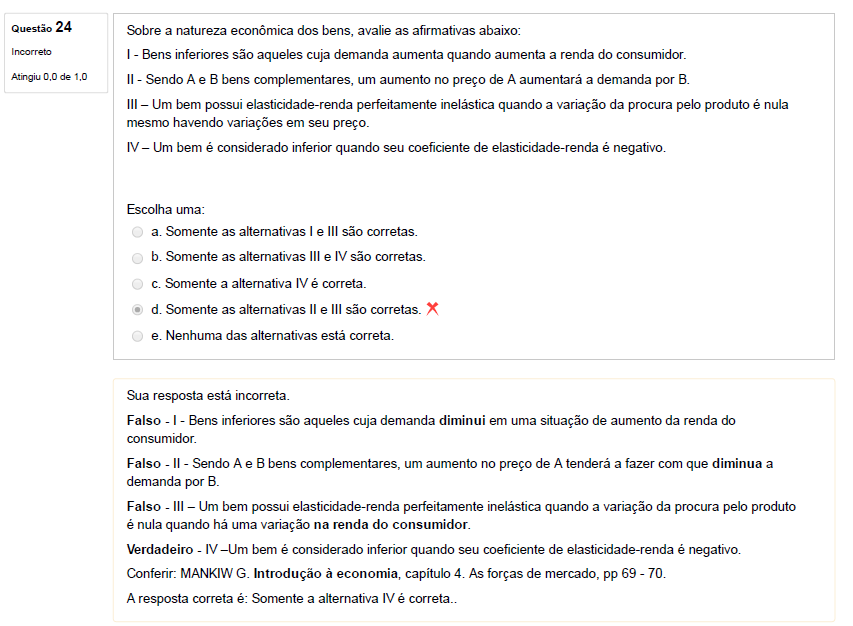 Questão 24
Incorreto
Atingiu 0,0 de 1,0
Sobre a natureza econômica dos bens, avalie as afirmativas abaixo:
I - Bens inferiores são aqueles cuja demanda aumenta quando aumenta a renda do consumidor.
II - Sendo A e B bens complementares, um aumento no preço de A aumentará a demanda por B.
III – Um bem possui elasticidade-renda perfeitamente inelástica quando a variação da procura pelo produto é nula
mesmo havendo variações em seu preço.
IV – Um bem é considerado inferior quando seu coeficiente de elasticidade-renda é negativo.
Escolha uma:
a. Somente as alternativas I e III são corretas.
b. Somente as alternativas III e IV são corretas.
c. Somente a alternativa IV é correta.
d. Somente as alternativas II e III são corretas.
e. Nenhuma das alternativas está correta.
Sua resposta está incorreta.
Falso - I - Bens inferiores são aqueles cuja demanda diminui em uma situação de aumento da renda do
consumidor.
Falso - II - Sendo A e B bens complementares, um aumento no preço de A tenderá a fazer com que diminua a
demanda por B.
Falso - III – Um bem possui elasticidade-renda perfeitamente inelástica quando a variação da procura pelo produto
é nula quando há uma variação na renda do consumidor.
Verdadeiro - IV –Um bem é considerado inferior quando seu coeficiente de elasticidade-renda é negativo.
Conferir: MANKIW G. Introdução à economia, capítulo 4. As forças de mercado, pp 69 - 70.
A resposta correta é: Somente a alternativa IV é correta..